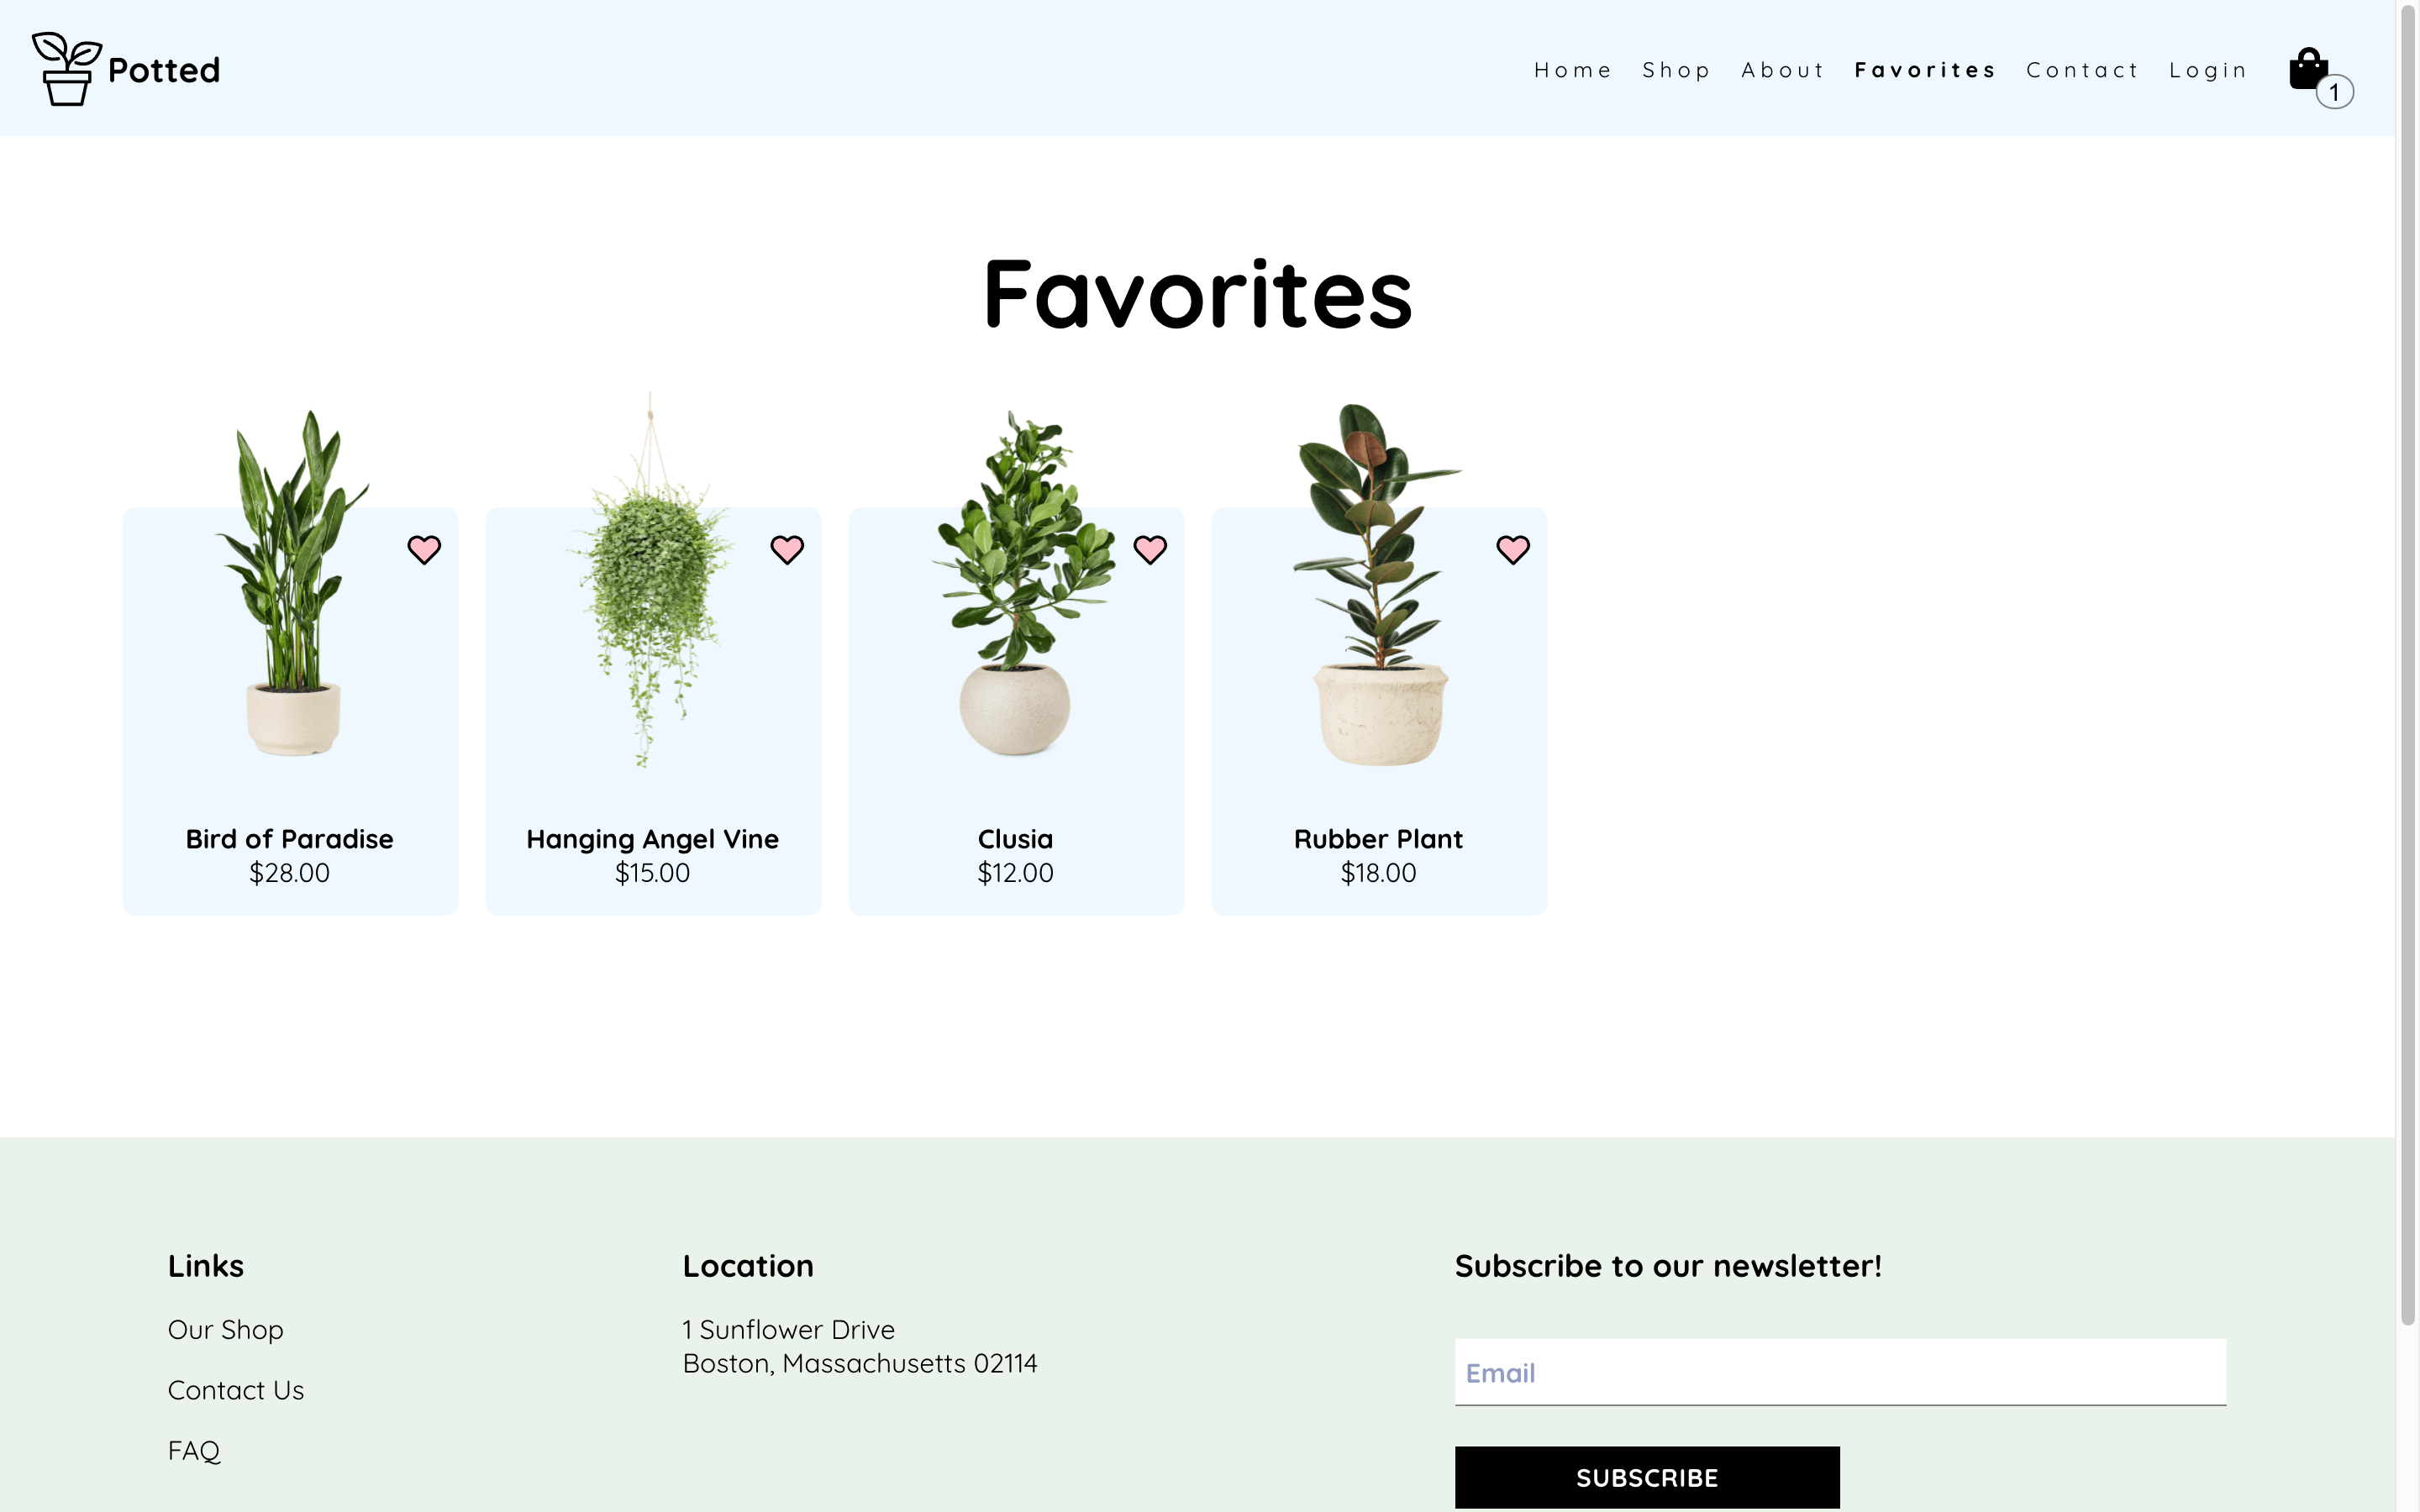 Potted
Home Shop About Favorites Contact Login
1
Favorites
Bird of Paradise
$28.00
Hanging Angel Vine
$15.00
Clusia
$12.00
Rubber Plant
$18.00
Links
Our Shop
Contact Us
FAQ
Location
1 Sunflower Drive
Boston, Massachusetts 02114
Subscribe to our newsletter!
Email
SUBSCRIBE